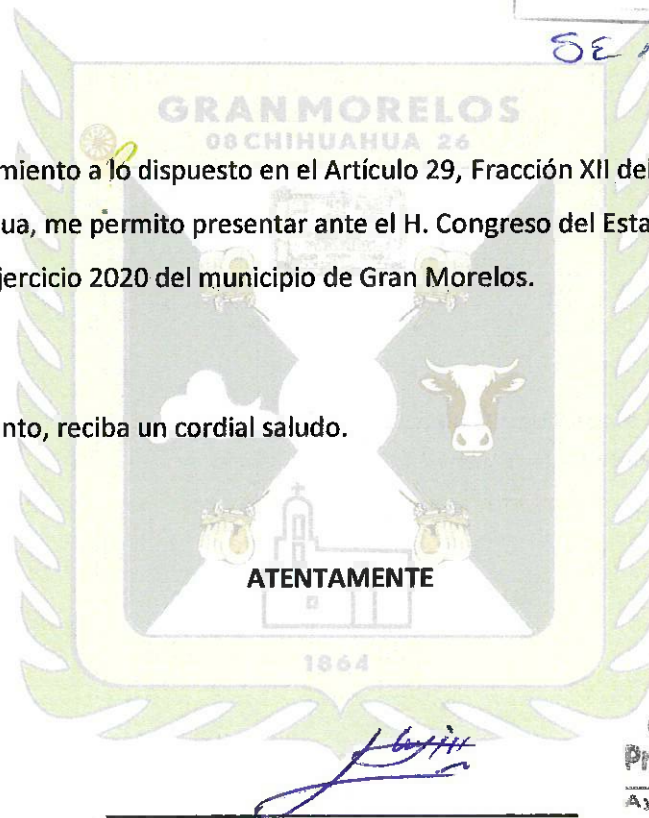 SE
GRAN MORELOS
08 CHIHUAHUA 26
miento a lo dispuesto en el Artículo 29, Fracción XII del
ua, me permito presentar ante el H. Congreso del Esta
jercicio 2020 del municipio de Gran Morelos.
nto, reciba un cordial saludo.
ATENTAMENTE
1864
Pr
Ay